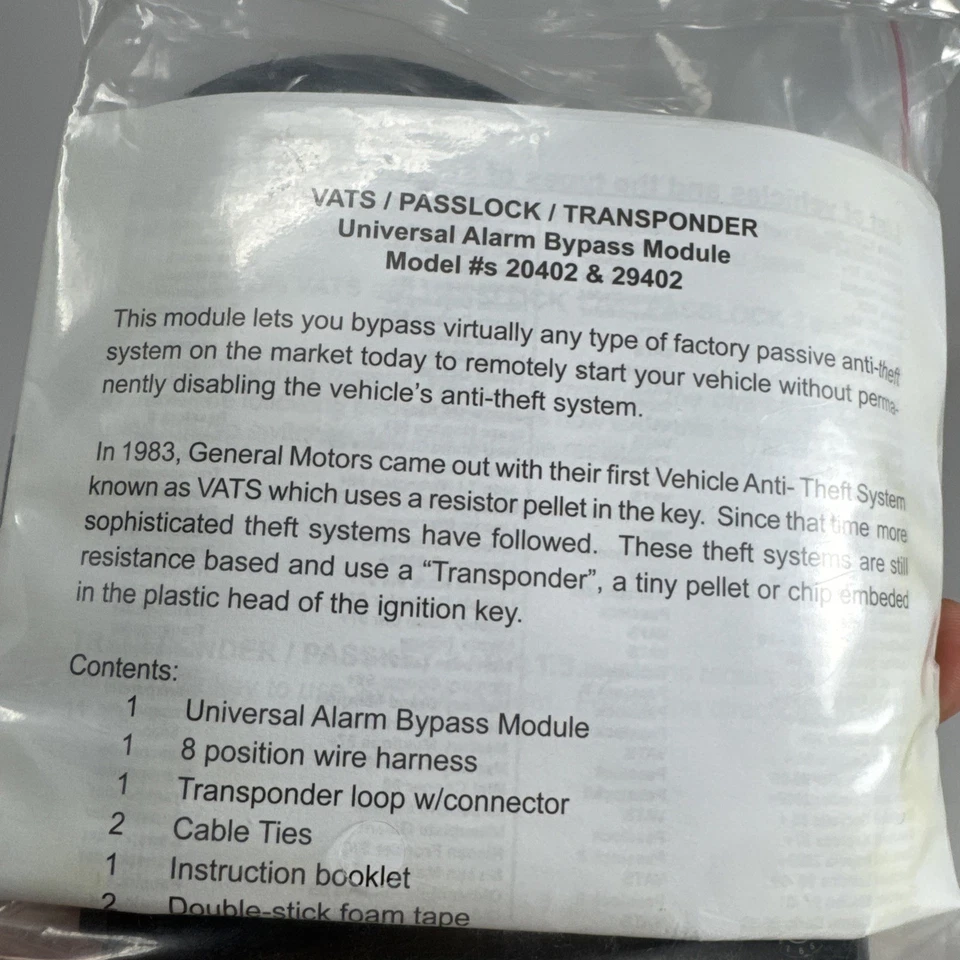 VATS / PASSLOCK / TRANSPONDER
Universal Alarm Bypass Module
Model #s 20402 & 29402
This module lets you bypass virtually any type of factory passive anti-theft
system on the market today to remotely start your vehicle without perma-
nently disabling the vehicle's anti-theft system.
In 1983, General Motors came out with their first Vehicle Anti- Theft System
known as VATS which uses a resistor pellet in the key. Since that time more
sophisticated theft systems have followed. These theft systems are still
resistance based and use a “Transponder”, a tiny pellet or chip embeded
in the plastic head of the ignition key.
Contents:
1 Universal Alarm Bypass Module
1 8 position wire harness
1 Transponder loop w/connector
2 Cable Ties
1 Instruction booklet
2 Double-stick foam tape